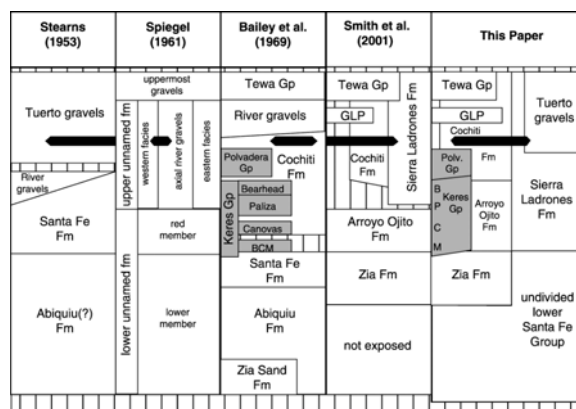 Stearns
(1953)
Spiegel
(1961)
Bailey et al.
(1969)
Smith et al.
(2001)
This Paper
Tuerto gravels
River
gravels
Santa Fe
Fm
Abiquiu(?)
Fm
uppermost
gravels
upper unnamed fm
western facies
axial river gravels
eastern facies
lower unnamed fm
red
member
lower
member
Tewa Gp
River gravels
Polvadera
Gp
Cochiti
Fm
Keres Gp
Bearhead
Paliza
Canovas
BCM
Santa Fe
Fm
Abiquiu
Fm
Zia Sand
Fm
Tewa Gp
GLP
Sierra Ladrones Fm
Cochiti
Fm
Arroyo Ojito
Fm
Zia Fm
not exposed
Tewa Gp
GLP
Cochiti
Fm
Polv.
Gp
B
P
C
M
Keres
Gp
Arroyo
Ojito
Fm
Zia Fm
Tuerto
gravels
Sierra
Ladrones
Fm
undivided
lower
Santa Fe
Group